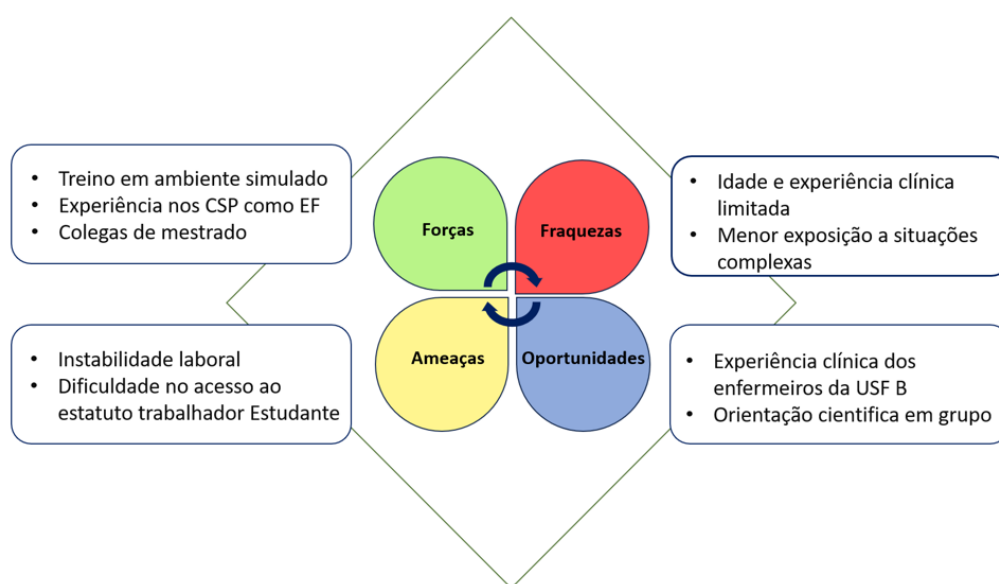 • Treino em ambiente simulado
• Experiência nos CSP como EF
• Colegas de mestrado
Forças
Fraquezas
• Idade e experiência clínica
limitada
• Menor exposição a situações
complexas
• Instabilidade laboral
• Dificuldade no acesso ao
estatuto trabalhador Estudante
Ameaças
Oportunidades
• Experiência clínica dos
enfermeiros da USF B
• Orientação cientifica em grupo